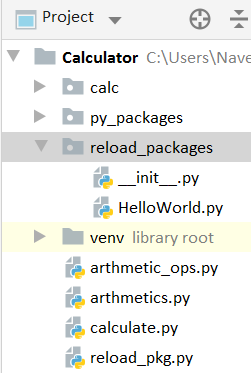 Project
Calculator C:\Users\Nave
calc
py_packages
reload_packages
__init__.py
HelloWorld.py
venv library root
arthmetic_ops.py
arthmetics.py
calculate.py
reload_pkg.py